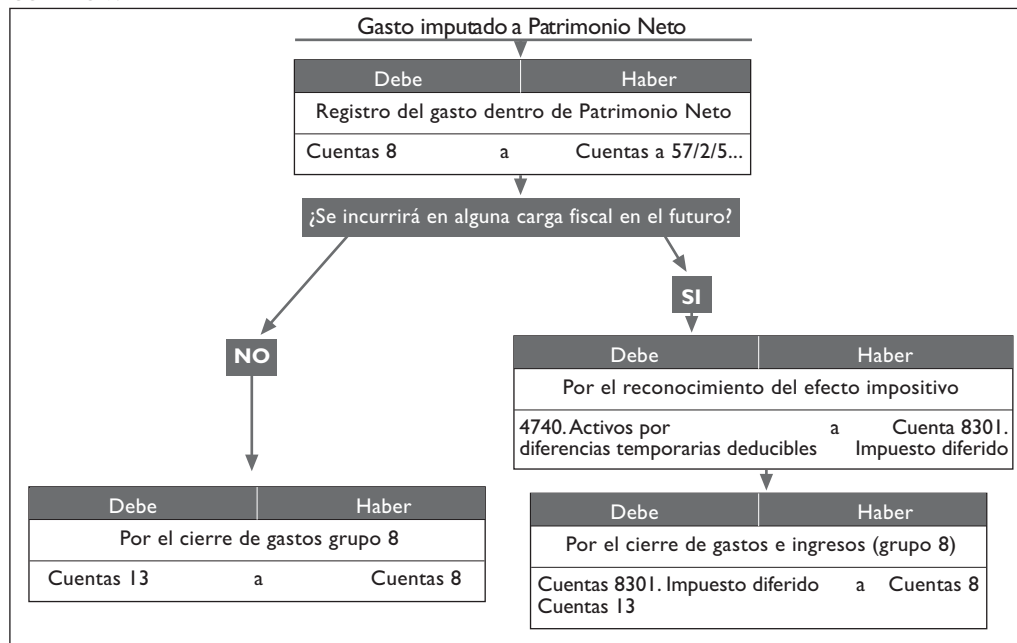 Gasto imputado a Patrimonio Neto
Debe Haber
Registro del gasto dentro de Patrimonio Neto
Cuentas 8 a Cuentas a 57/2/5...
¿Se incurrirá en alguna carga fiscal en el futuro?
SI
NO
Debe Haber
Por el reconocimiento del efecto impositivo
4740. Activos por a Cuenta 8301.
diferencias temporarias deducibles Impuesto diferido
Debe Haber
Por el cierre de gastos grupo 8
Cuentas 13 a Cuentas 8
Debe Haber
Por el cierre de gastos e ingresos (grupo 8)
Cuentas 8301. Impuesto diferido a Cuentas 8
Cuentas 13